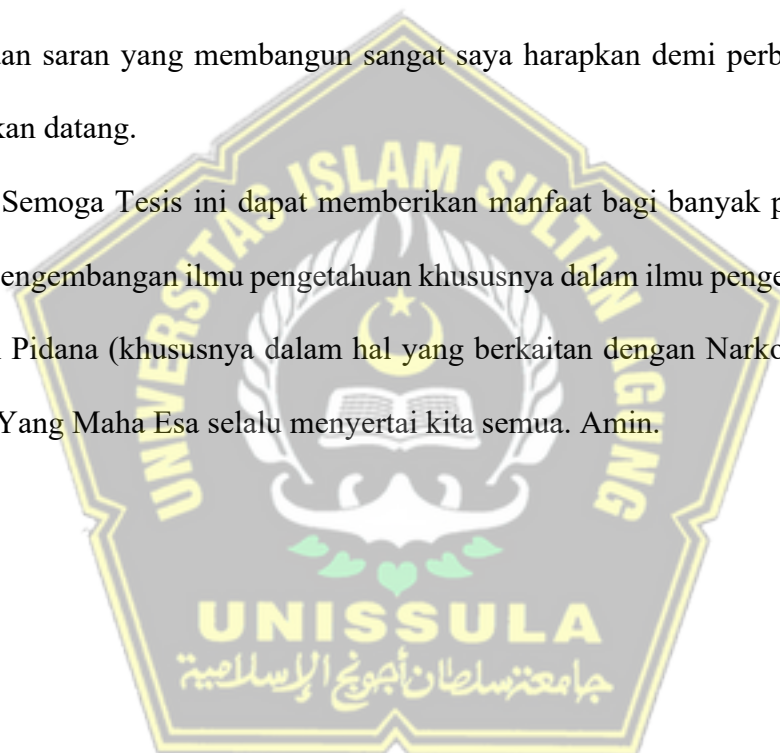 an saran yang membangun sangat saya harapkan demi perb
kan datang.
Semoga Tesis ini dapat memberikan manfaat bagi banyak p
engembangan ilmu pengetahuan khususnya dalam ilmu penge
Pidana (khususnya dalam hal yang berkaitan dengan Narko
Yang Maha Esa selalu menyertai kita semua. Amin.
UNIVERSITAS ISLAM SULTAN AGUNG
UNISSULA
جامعة سلطان أجونج الإسلامية